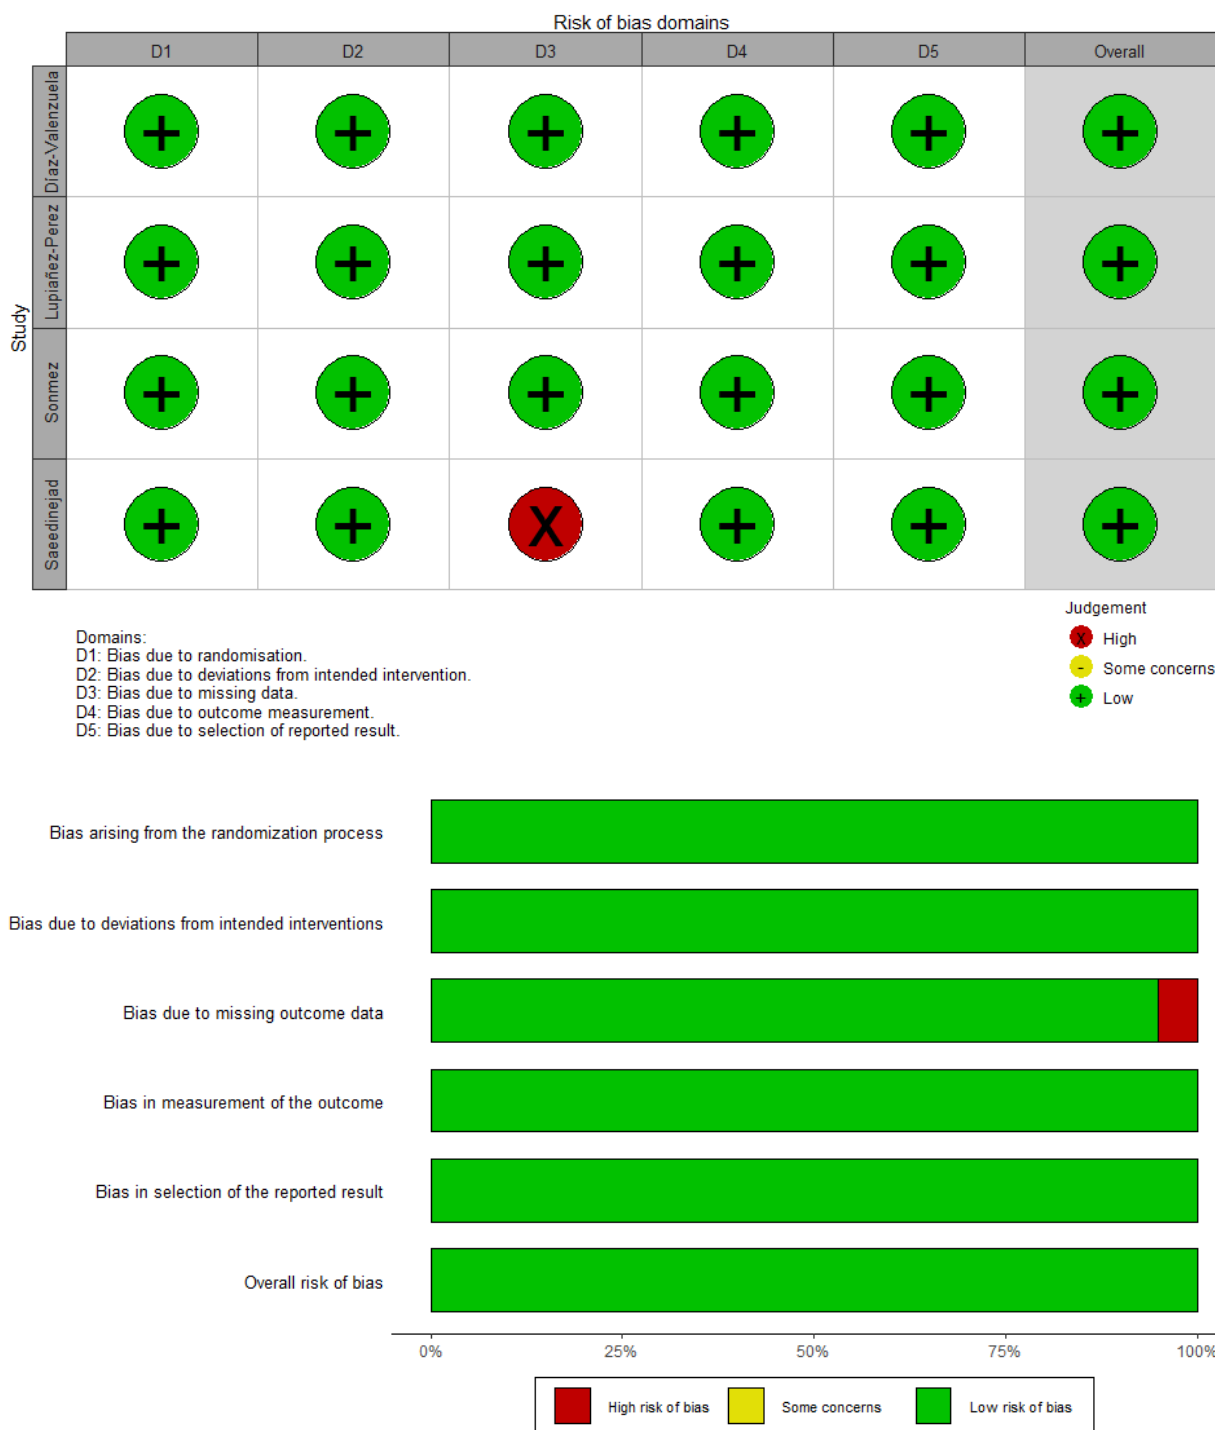 Risk of bias domains
D1 D2 D3 D4 D5 Overall
Study
Díaz-Valenzuela
+ + + + + +
Lupiañez-Perez
+ + + + + +
Sonmez
+ + + + + +
Saeedinejad
+ + X + + +
Domains:
D1: Bias due to randomisation.
D2: Bias due to deviations from intended intervention.
D3: Bias due to missing data.
D4: Bias due to outcome measurement.
D5: Bias due to selection of reported result.
Judgement
X High
- Some concerns
+ Low
Bias arising from the randomization process
Bias due to deviations from intended interventions
Bias due to missing outcome data
Bias in measurement of the outcome
Bias in selection of the reported result
Overall risk of bias
0% 25% 50% 75% 100%
High risk of bias Some concerns Low risk of bias